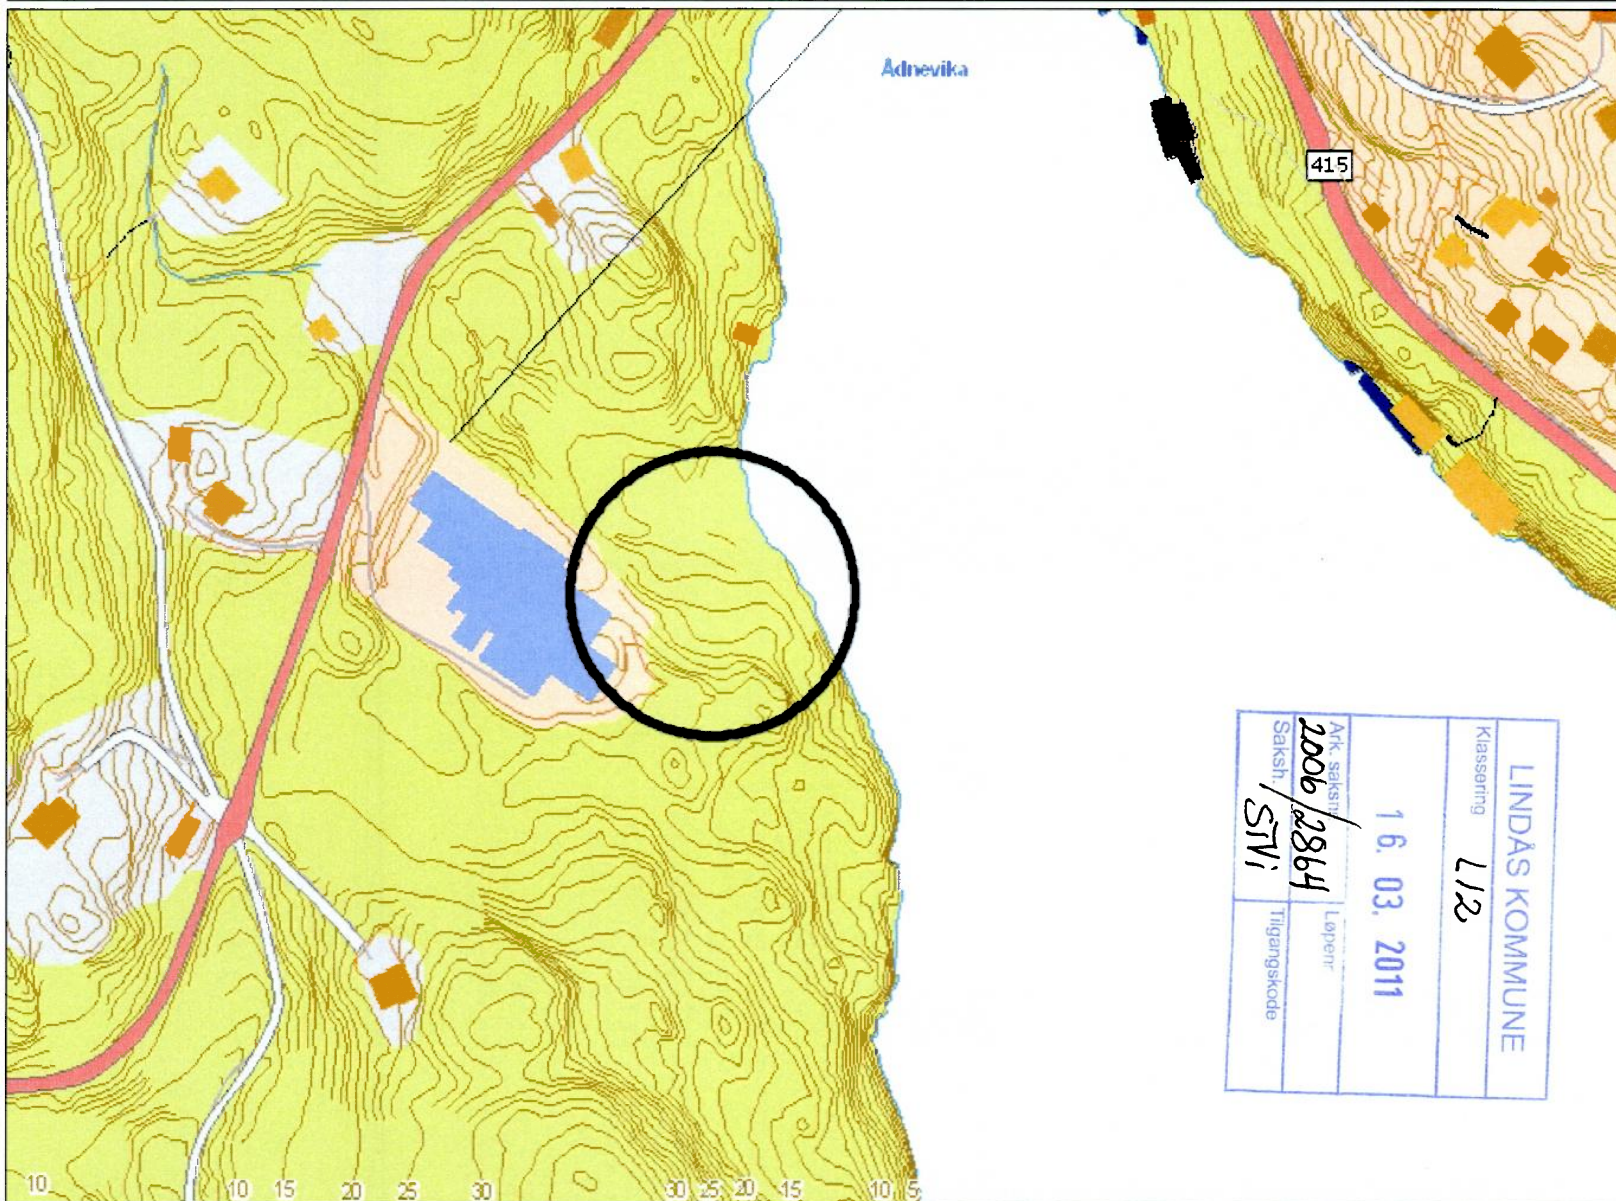 Ådnevika
415
LINDÅS KOMMUNE
Klassering L12
16. 03. 2011
Ark. saksnr
2006/2864
Løpenr
Saksh.
STVi
Tilgangskode
10 10 15 20 25 30 30 25 20 15 10 5